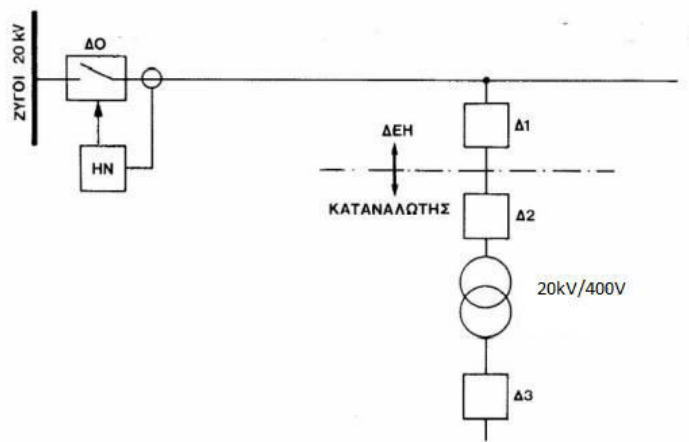 ΖΥΓΟΙ 20 kV
ΔΟ
ΗΝ
Δ1
ΔΕΗ
ΚΑΤΑΝΑΛΩΤΗΣ
Δ2
20kV/400V
Δ3